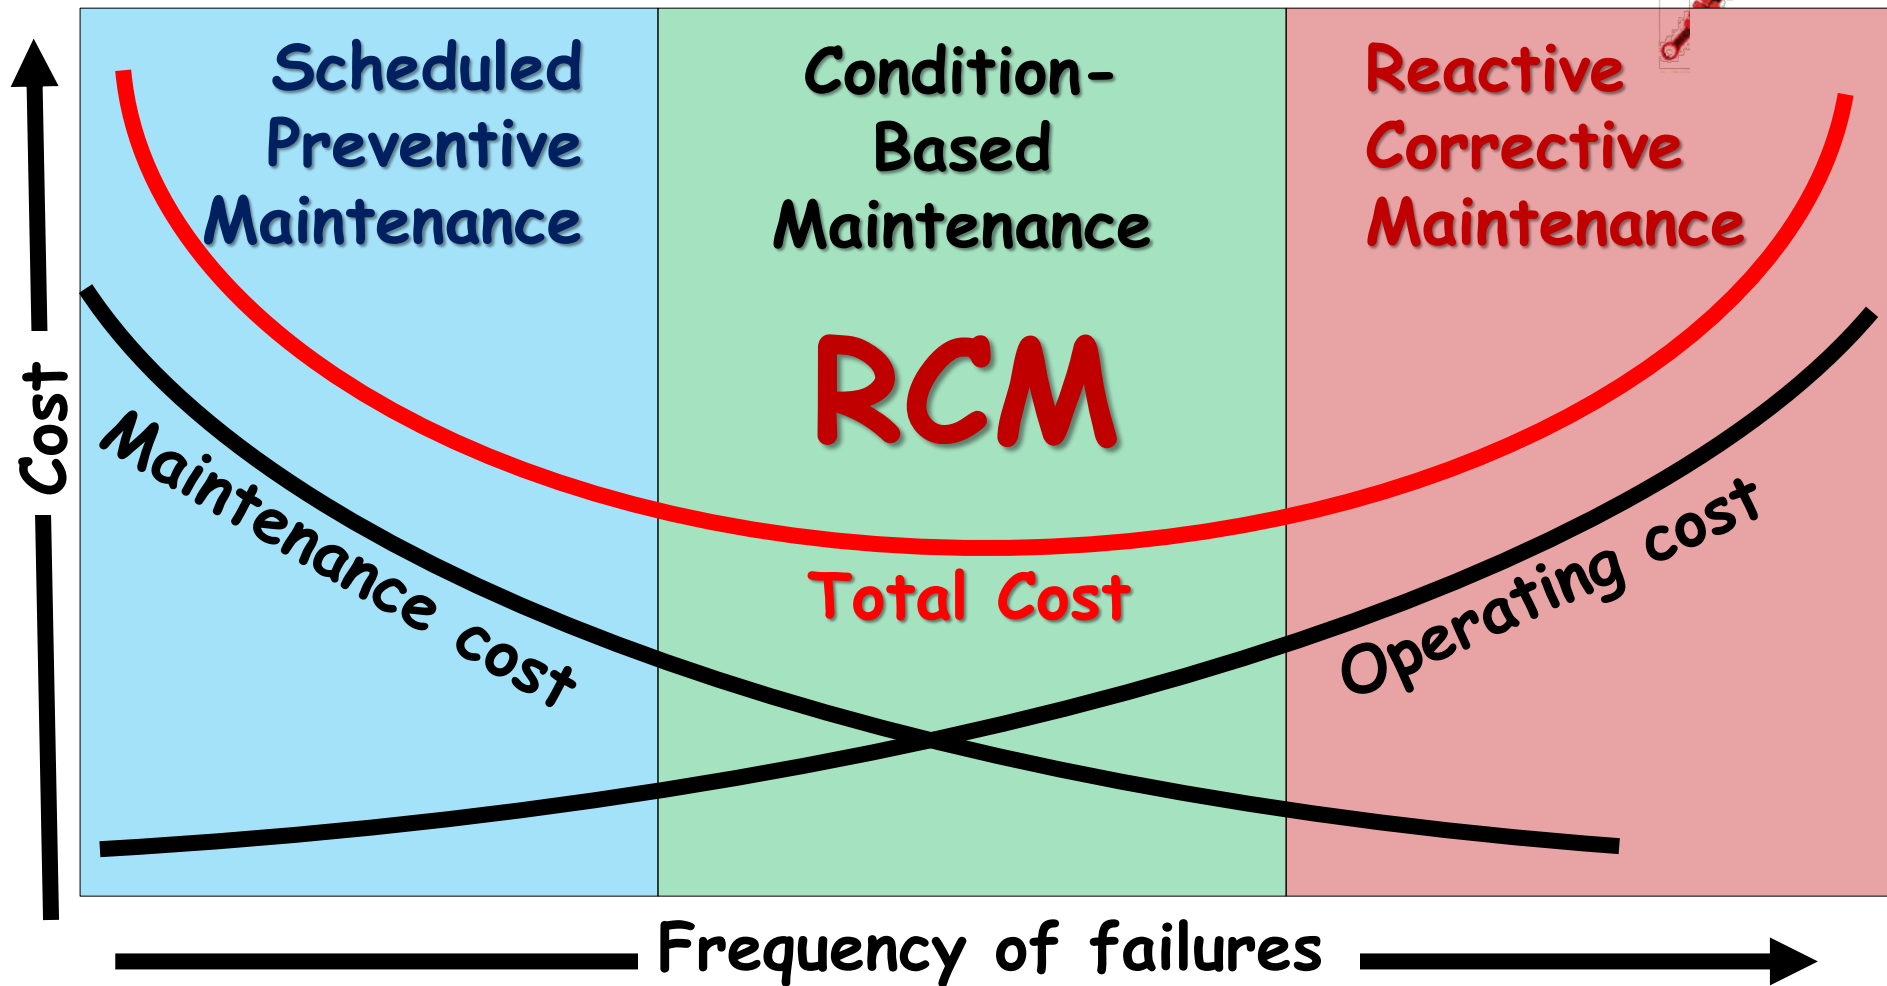 Scheduled
Preventive
Maintenance
Condition-
Based
Maintenance
Reactive
Corrective
Maintenance
RCM
Cost
Maintenance cost
Total Cost
Operating cost
Frequency of failures